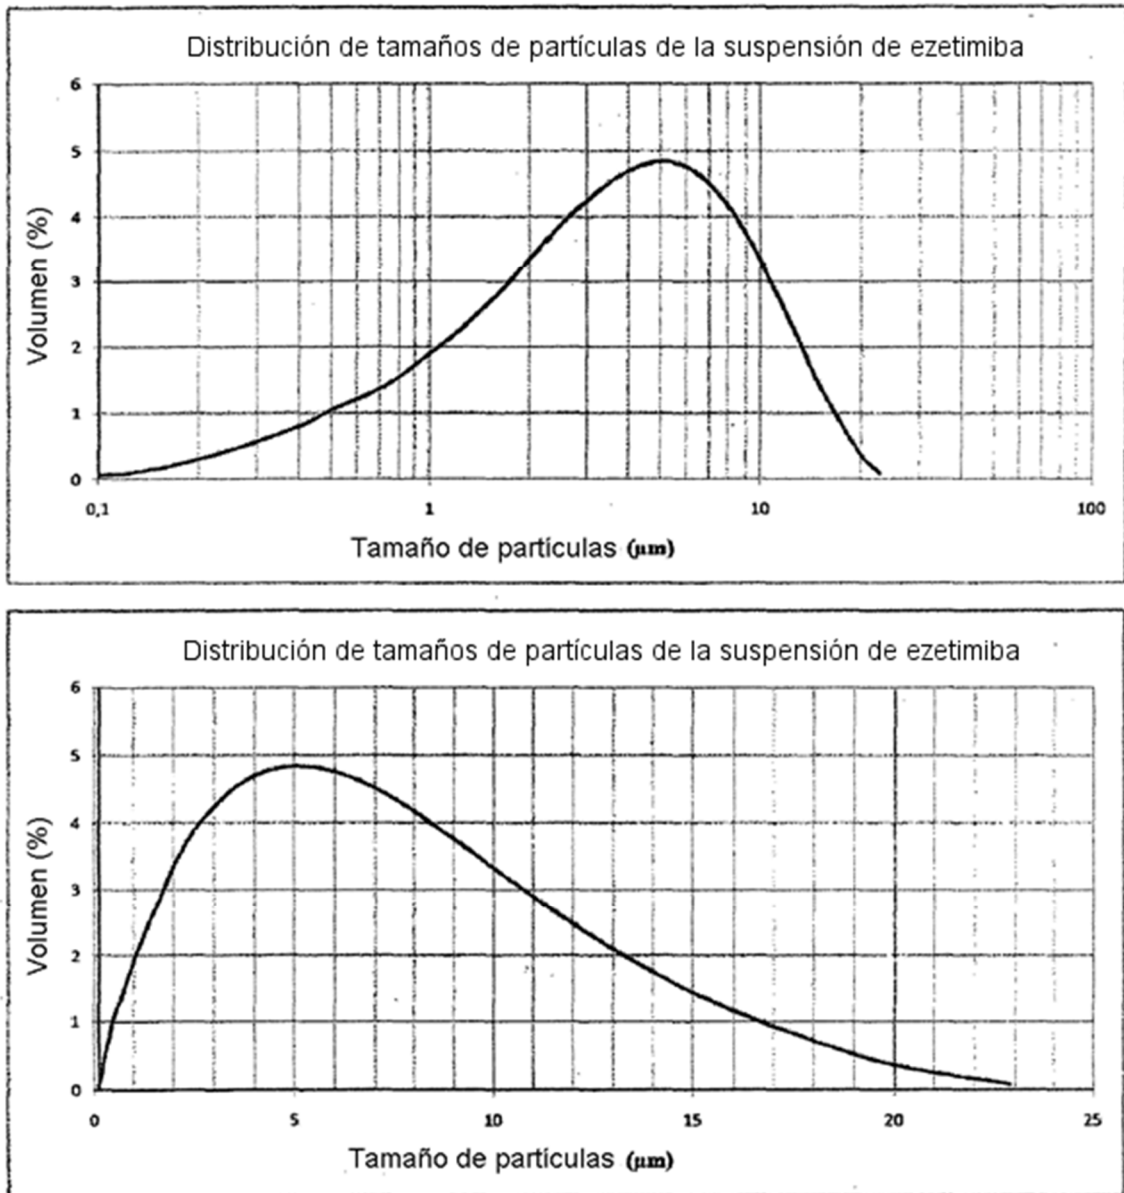 Distribución de tamaños de partículas de la suspensión de ezetimiba
6
5
4
3
2
1
0
Volumen (%)
0,1 1 10 100
Tamaño de partículas (µm)
Distribución de tamaños de partículas de la suspensión de ezetimiba
6
5
4
3
2
1
0
Volumen (%)
0 5 10 15 20 25
Tamaño de partículas (µm)